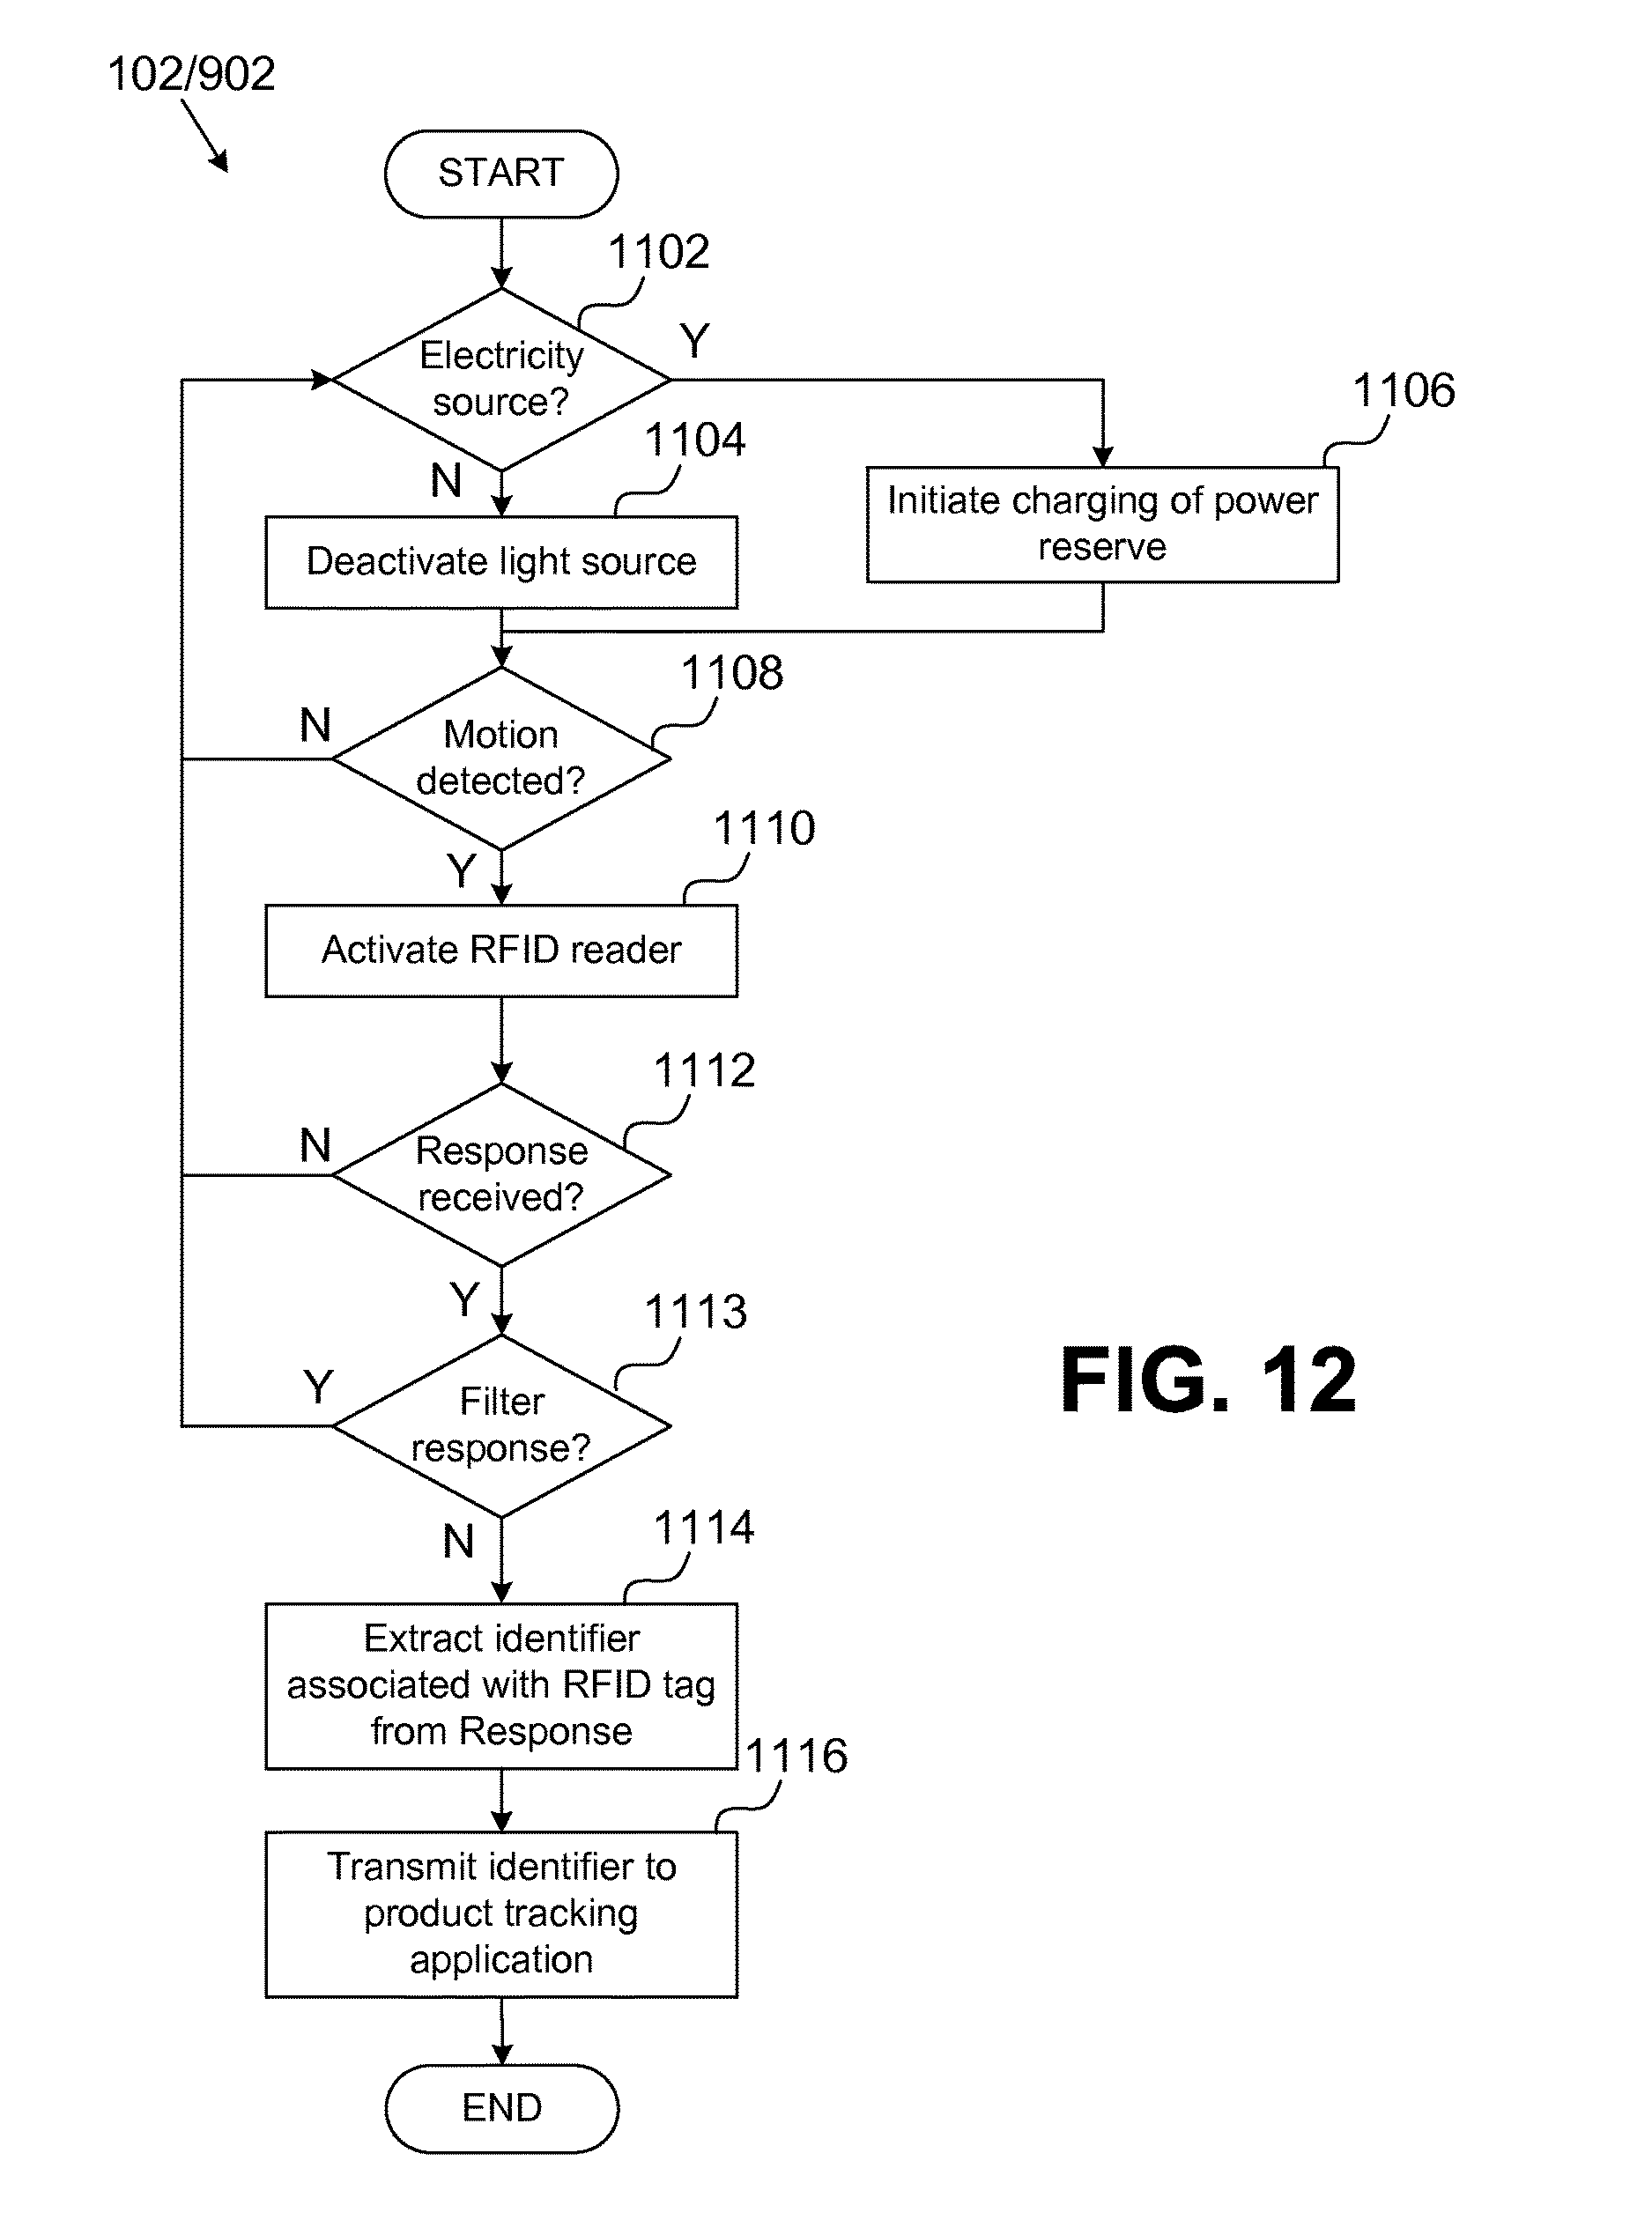 102/902
START
1102
Electricity
source?
Y
N
1104
1106
Deactivate light source
Initiate charging of power
reserve
1108
Motion
detected?
N
Y
1110
Activate RFID reader
1112
Response
received?
N
Y
1113
Filter
response?
Y
N
FIG. 12
1114
Extract identifier
associated with RFID tag
from Response
1116
Transmit identifier to
product tracking
application
END